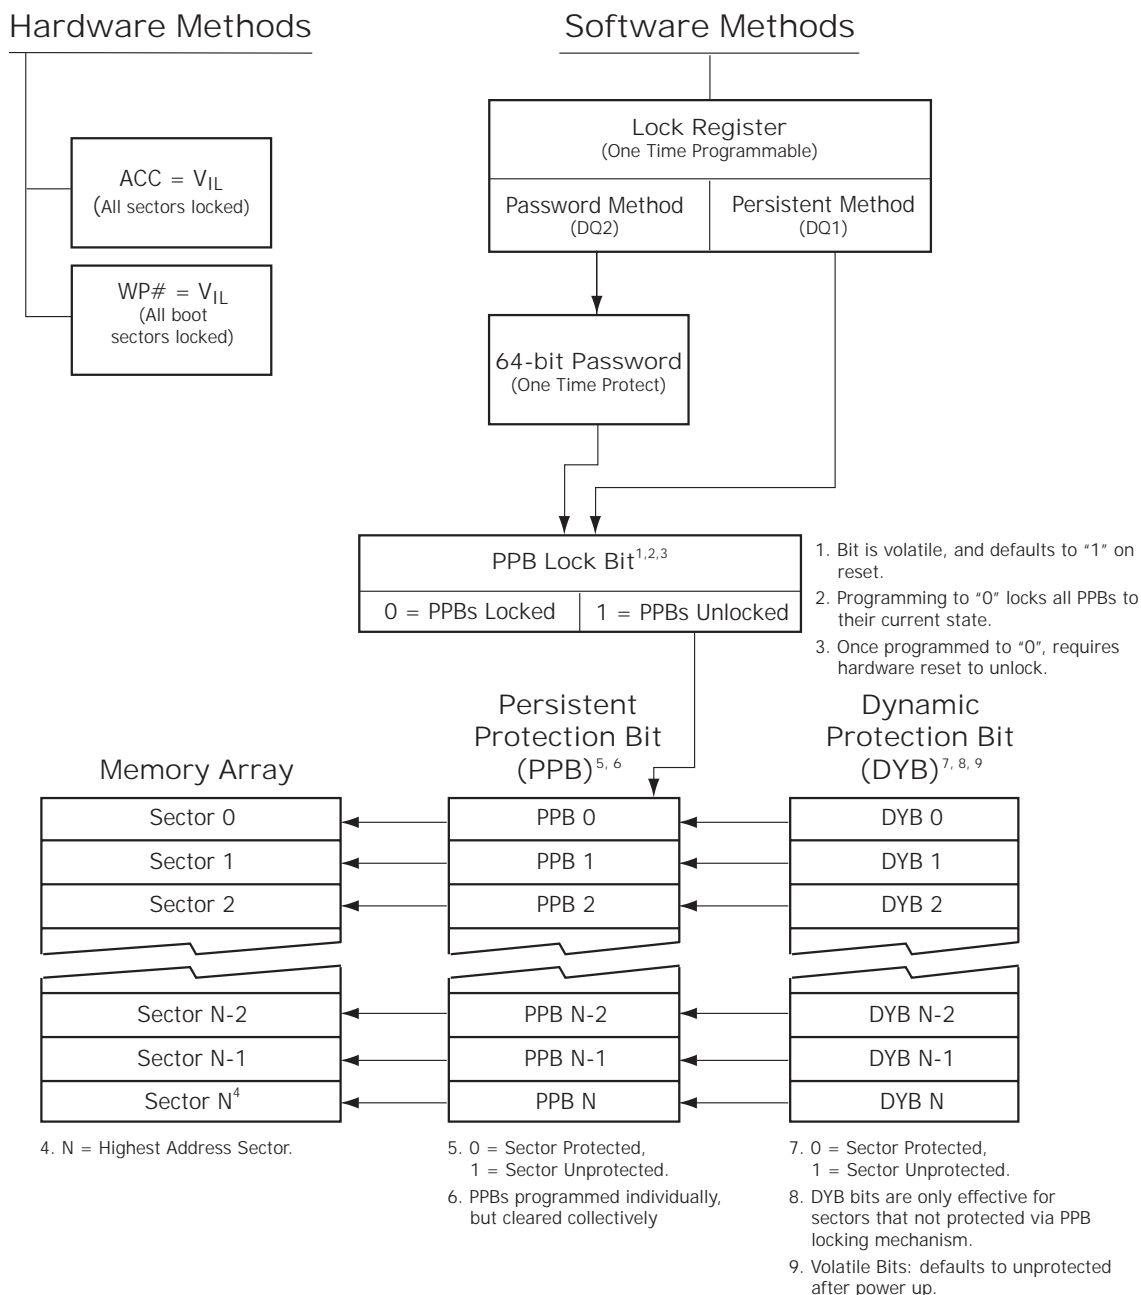 Hardware Methods
Software Methods
ACC = VIL
(All sectors locked)
WP# = VIL
(All boot
sectors locked)
Lock Register
(One Time Programmable)
Password Method
(DQ2)
Persistent Method
(DQ1)
64-bit Password
(One Time Protect)
PPB Lock Bit1,2,3
0 = PPBs Locked
1 = PPBs Unlocked
1. Bit is volatile, and defaults to “1” on
reset.
2. Programming to “0” locks all PPBs to
their current state.
3. Once programmed to “0”, requires
hardware reset to unlock.
Memory Array
Persistent
Protection Bit
(PPB)5, 6
Dynamic
Protection Bit
(DYB)7, 8, 9
Sector 0
PPB 0
DYB 0
Sector 1
PPB 1
DYB 1
Sector 2
PPB 2
DYB 2
Sector N-2
PPB N-2
DYB N-2
Sector N-1
PPB N-1
DYB N-1
Sector N4
PPB N
DYB N
4. N = Highest Address Sector.
5. 0 = Sector Protected,
1 = Sector Unprotected.
6. PPBs programmed individually,
but cleared collectively
7. 0 = Sector Protected,
1 = Sector Unprotected.
8. DYB bits are only effective for
sectors that not protected via PPB
locking mechanism.
9. Volatile Bits: defaults to unprotected
after power up.